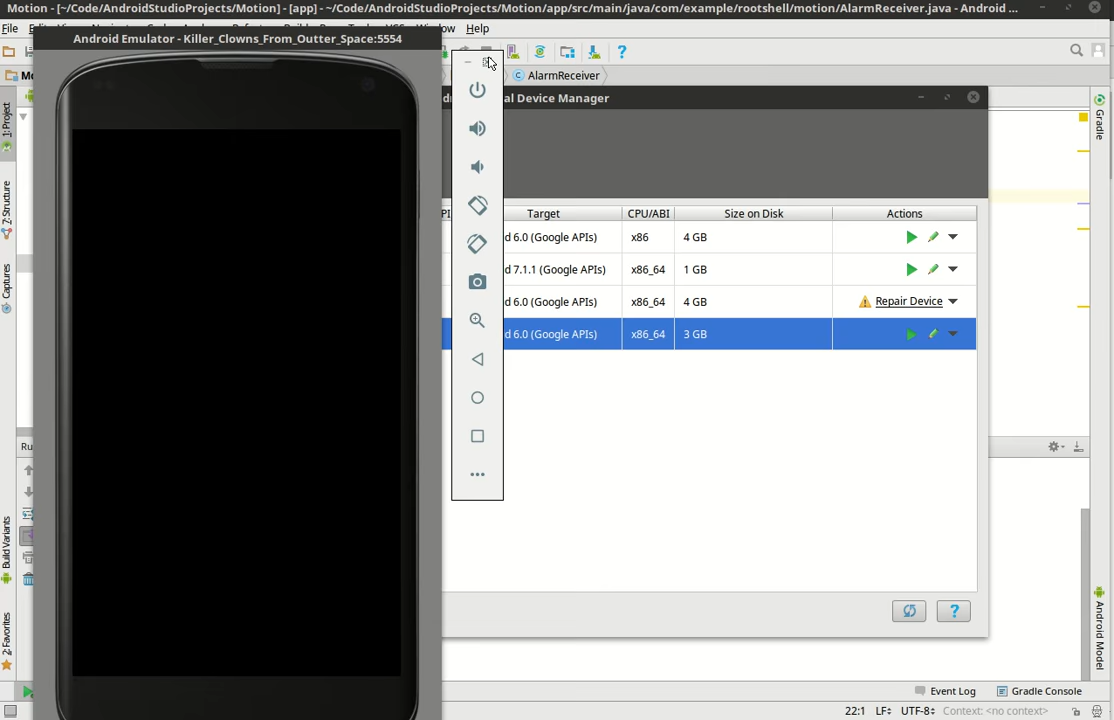 Motion - [~/Code/AndroidStudioProjects/Motion] - [app] - ~/Code/AndroidStudioProjects/Motion/app/src/main/java/com/example/rootshell/motion/AlarmReceiver.java - Android ...
File
Help
Android Emulator - Killer_Clowns_From_Outter_Space:5554
AlarmReceiver
al Device Manager
Target CPU/ABI Size on Disk Actions
d 6.0 (Google APIs) x86 4 GB
d 7.1.1 (Google APIs) x86_64 1 GB
d 6.0 (Google APIs) x86_64 4 GB Repair Device
d 6.0 (Google APIs) x86_64 3 GB
?
1: Project
7: Structure
Captures
Build Variants
2: Favorites
Gradle
Android Model
Ru
Event Log Gradle Console
22:1 LF UTF-8 Context: <no context>